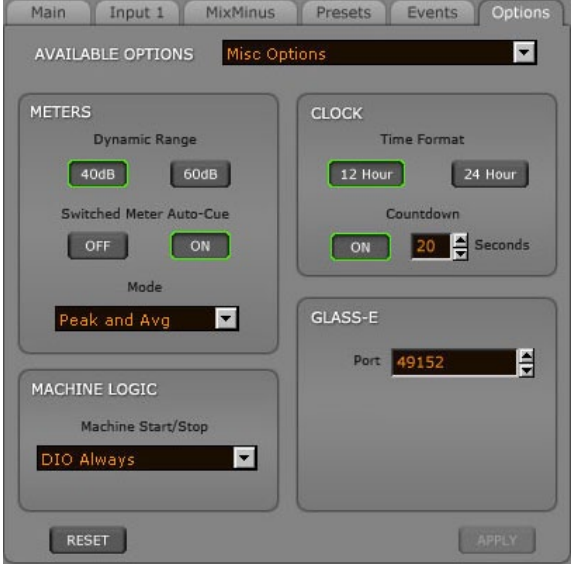 Main Input 1 MixMinus Presets Events Options
AVAILABLE OPTIONS Misc Options
METERS
Dynamic Range
40dB 60dB
Switched Meter Auto-Cue
OFF ON
Mode
Peak and Avg
MACHINE LOGIC
Machine Start/Stop
DIO Always
CLOCK
Time Format
12 Hour 24 Hour
Countdown
ON 20 Seconds
GLASS-E
Port 49152
RESET APPLY